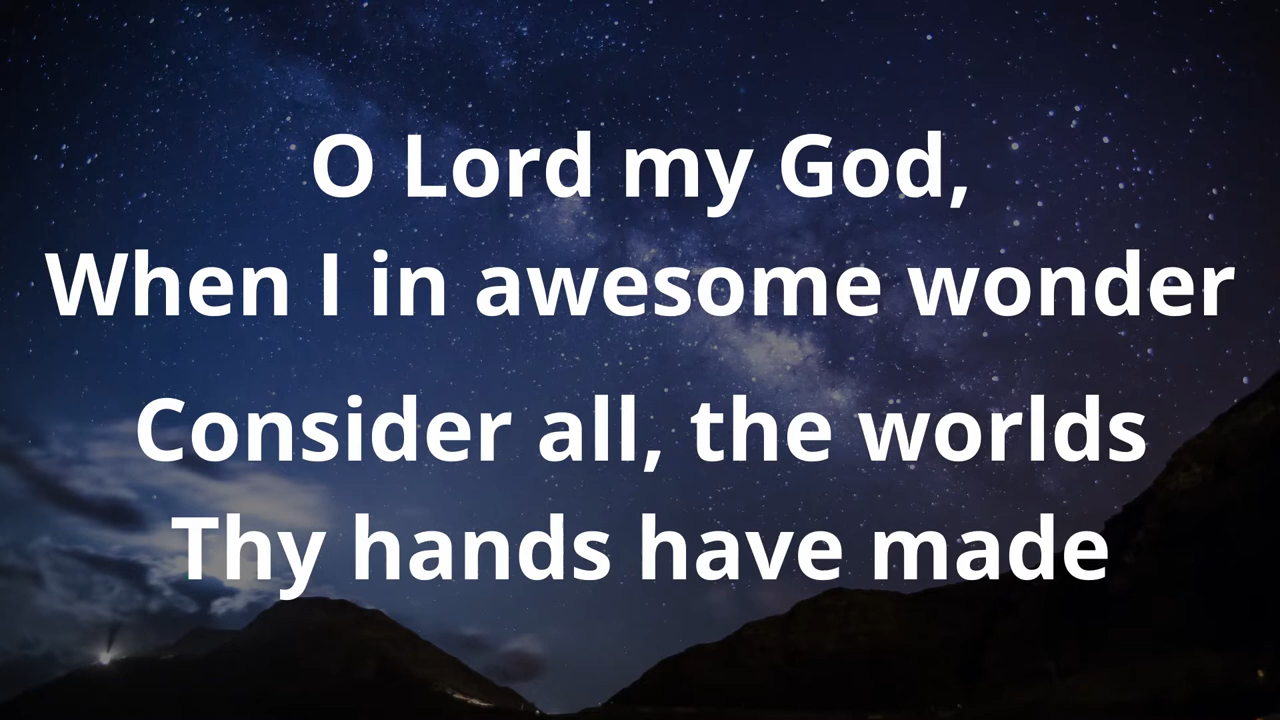 O Lord my God,
When I in awesome wonder
Consider all, the worlds
Thy hands have made